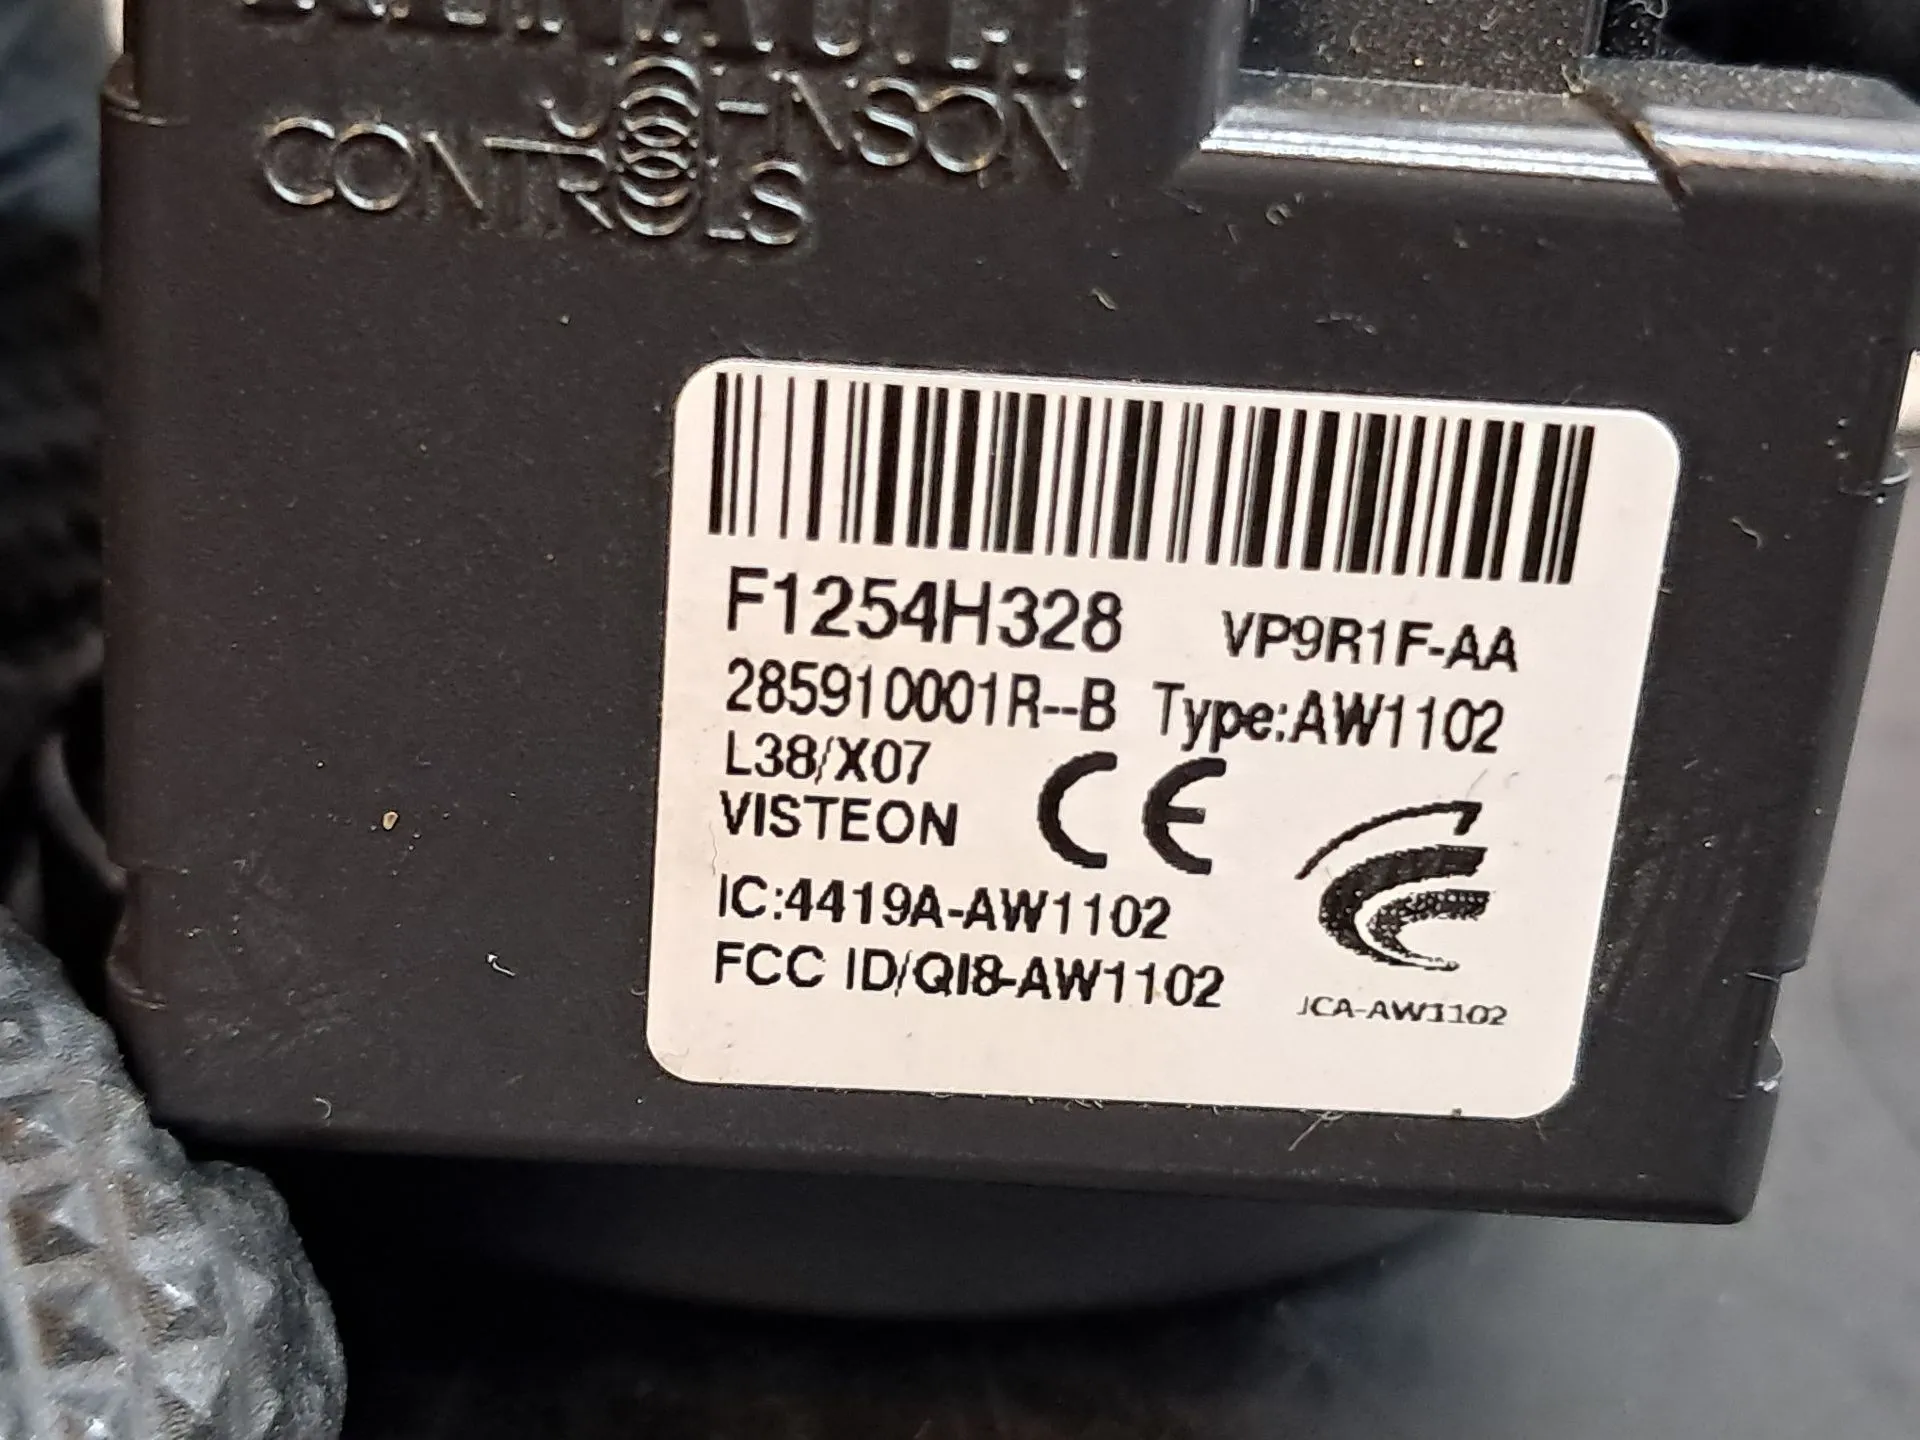 RENAULT
JOHNSON
CONTROLS
F1254H328 VP9R1F-AA
285910001R--B Type:AW1102
L38/X07
VISTEON CE
IC:4419A-AW1102
FCC ID/QI8-AW1102
JCA-AW1102